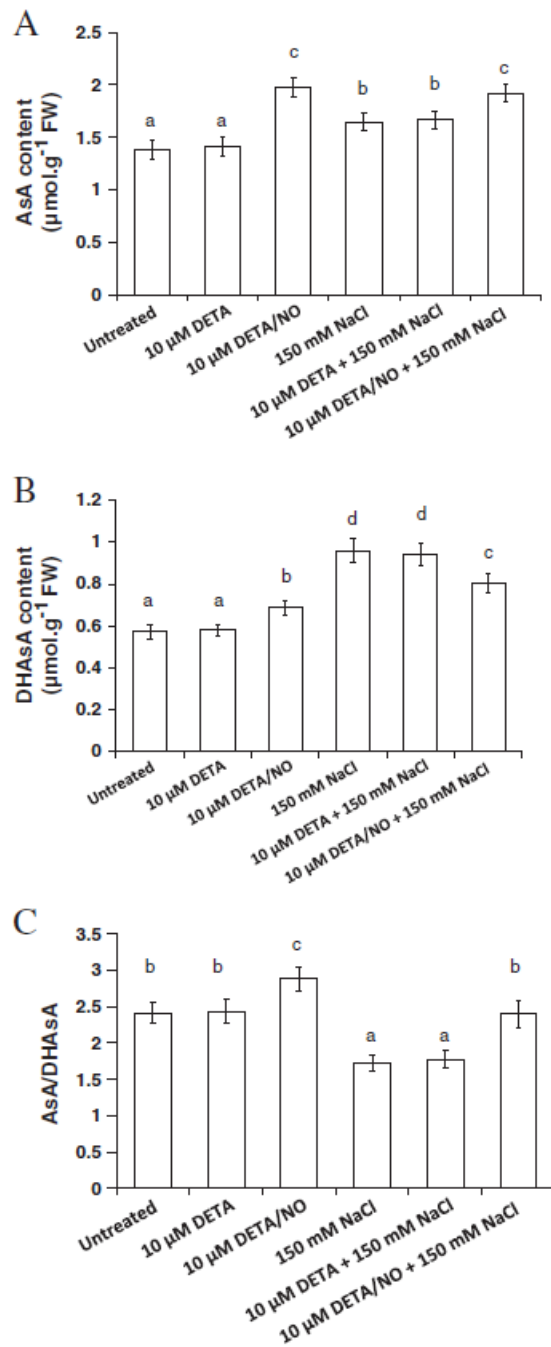 A
AsA content
(µmol.g⁻¹ FW)
2.5
2
1.5
1
0.5
0
a
a
c
b
b
c
Untreated
10 µM DETA
10 µM DETA/NO
150 mM NaCl
10 µM DETA + 150 mM NaCl
10 µM DETA/NO + 150 mM NaCl
B
DHAsA content
(µmol.g⁻¹ FW)
1.2
1
0.8
0.6
0.4
0.2
0
a
a
b
d
d
c
Untreated
10 µM DETA
10 µM DETA/NO
150 mM NaCl
10 µM DETA + 150 mM NaCl
10 µM DETA/NO + 150 mM NaCl
C
AsA/DHAsA
3.5
3
2.5
2
1.5
1
0.5
0
b
b
c
a
a
b
Untreated
10 µM DETA
10 µM DETA/NO
150 mM NaCl
10 µM DETA + 150 mM NaCl
10 µM DETA/NO + 150 mM NaCl